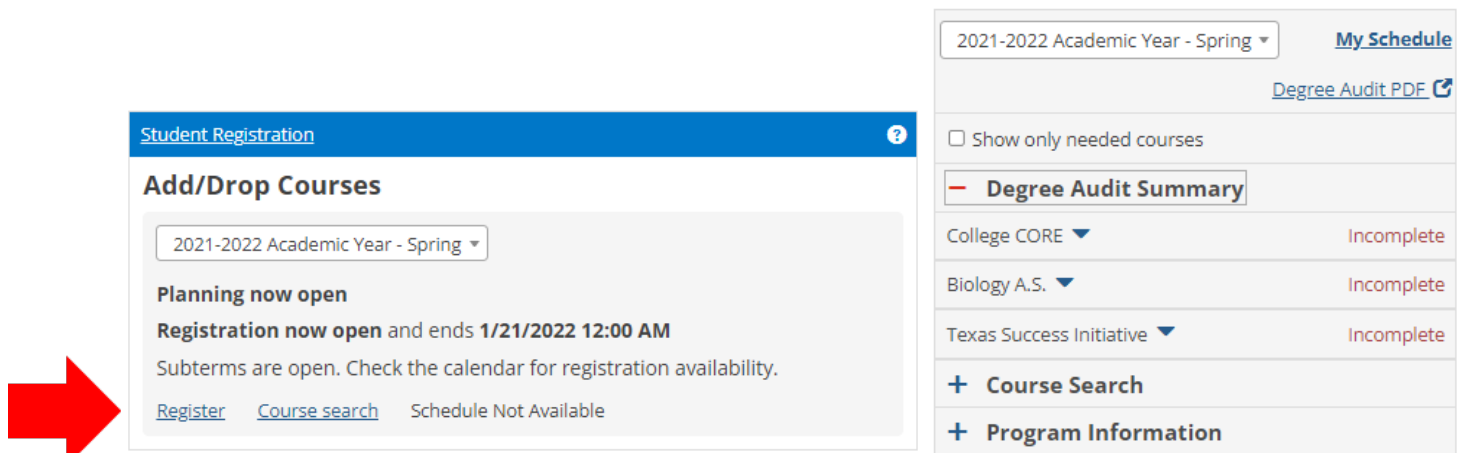 Student Registration
Add/Drop Courses
2021-2022 Academic Year - Spring
Planning now open
Registration now open and ends 1/21/2022 12:00 AM
Subterms are open. Check the calendar for registration availability.
Register Course search Schedule Not Available
2021-2022 Academic Year - Spring My Schedule
Degree Audit PDF
Show only needed courses
Degree Audit Summary
College CORE Incomplete
Biology A.S. Incomplete
Texas Success Initiative Incomplete
+ Course Search
+ Program Information